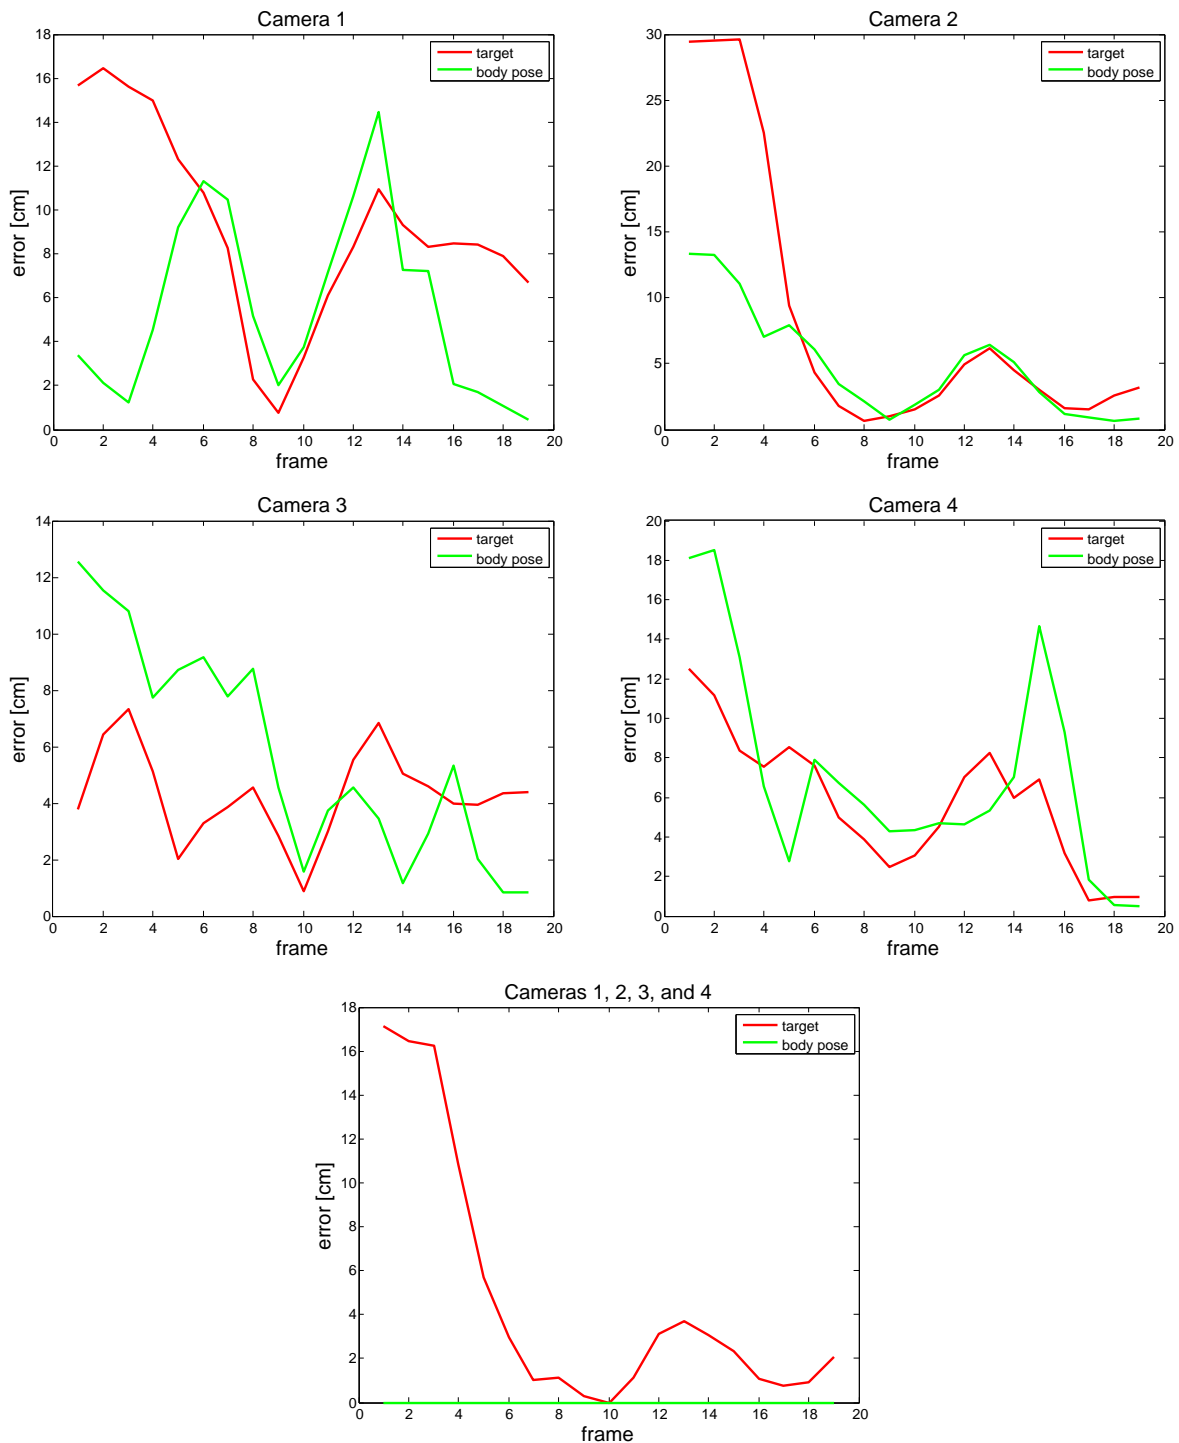 Camera 1
18
16
14
12
10
8
6
4
2
0
error [cm]
target
body pose
0 2 4 6 8 10 12 14 16 18 20
frame
Camera 2
30
25
20
15
10
5
0
error [cm]
target
body pose
0 2 4 6 8 10 12 14 16 18 20
frame
Camera 3
14
12
10
8
6
4
2
0
error [cm]
target
body pose
0 2 4 6 8 10 12 14 16 18 20
frame
Camera 4
20
18
16
14
12
10
8
6
4
2
0
error [cm]
target
body pose
0 2 4 6 8 10 12 14 16 18 20
frame
Cameras 1, 2, 3, and 4
18
16
14
12
10
8
6
4
2
0
error [cm]
target
body pose
0 2 4 6 8 10 12 14 16 18 20
frame